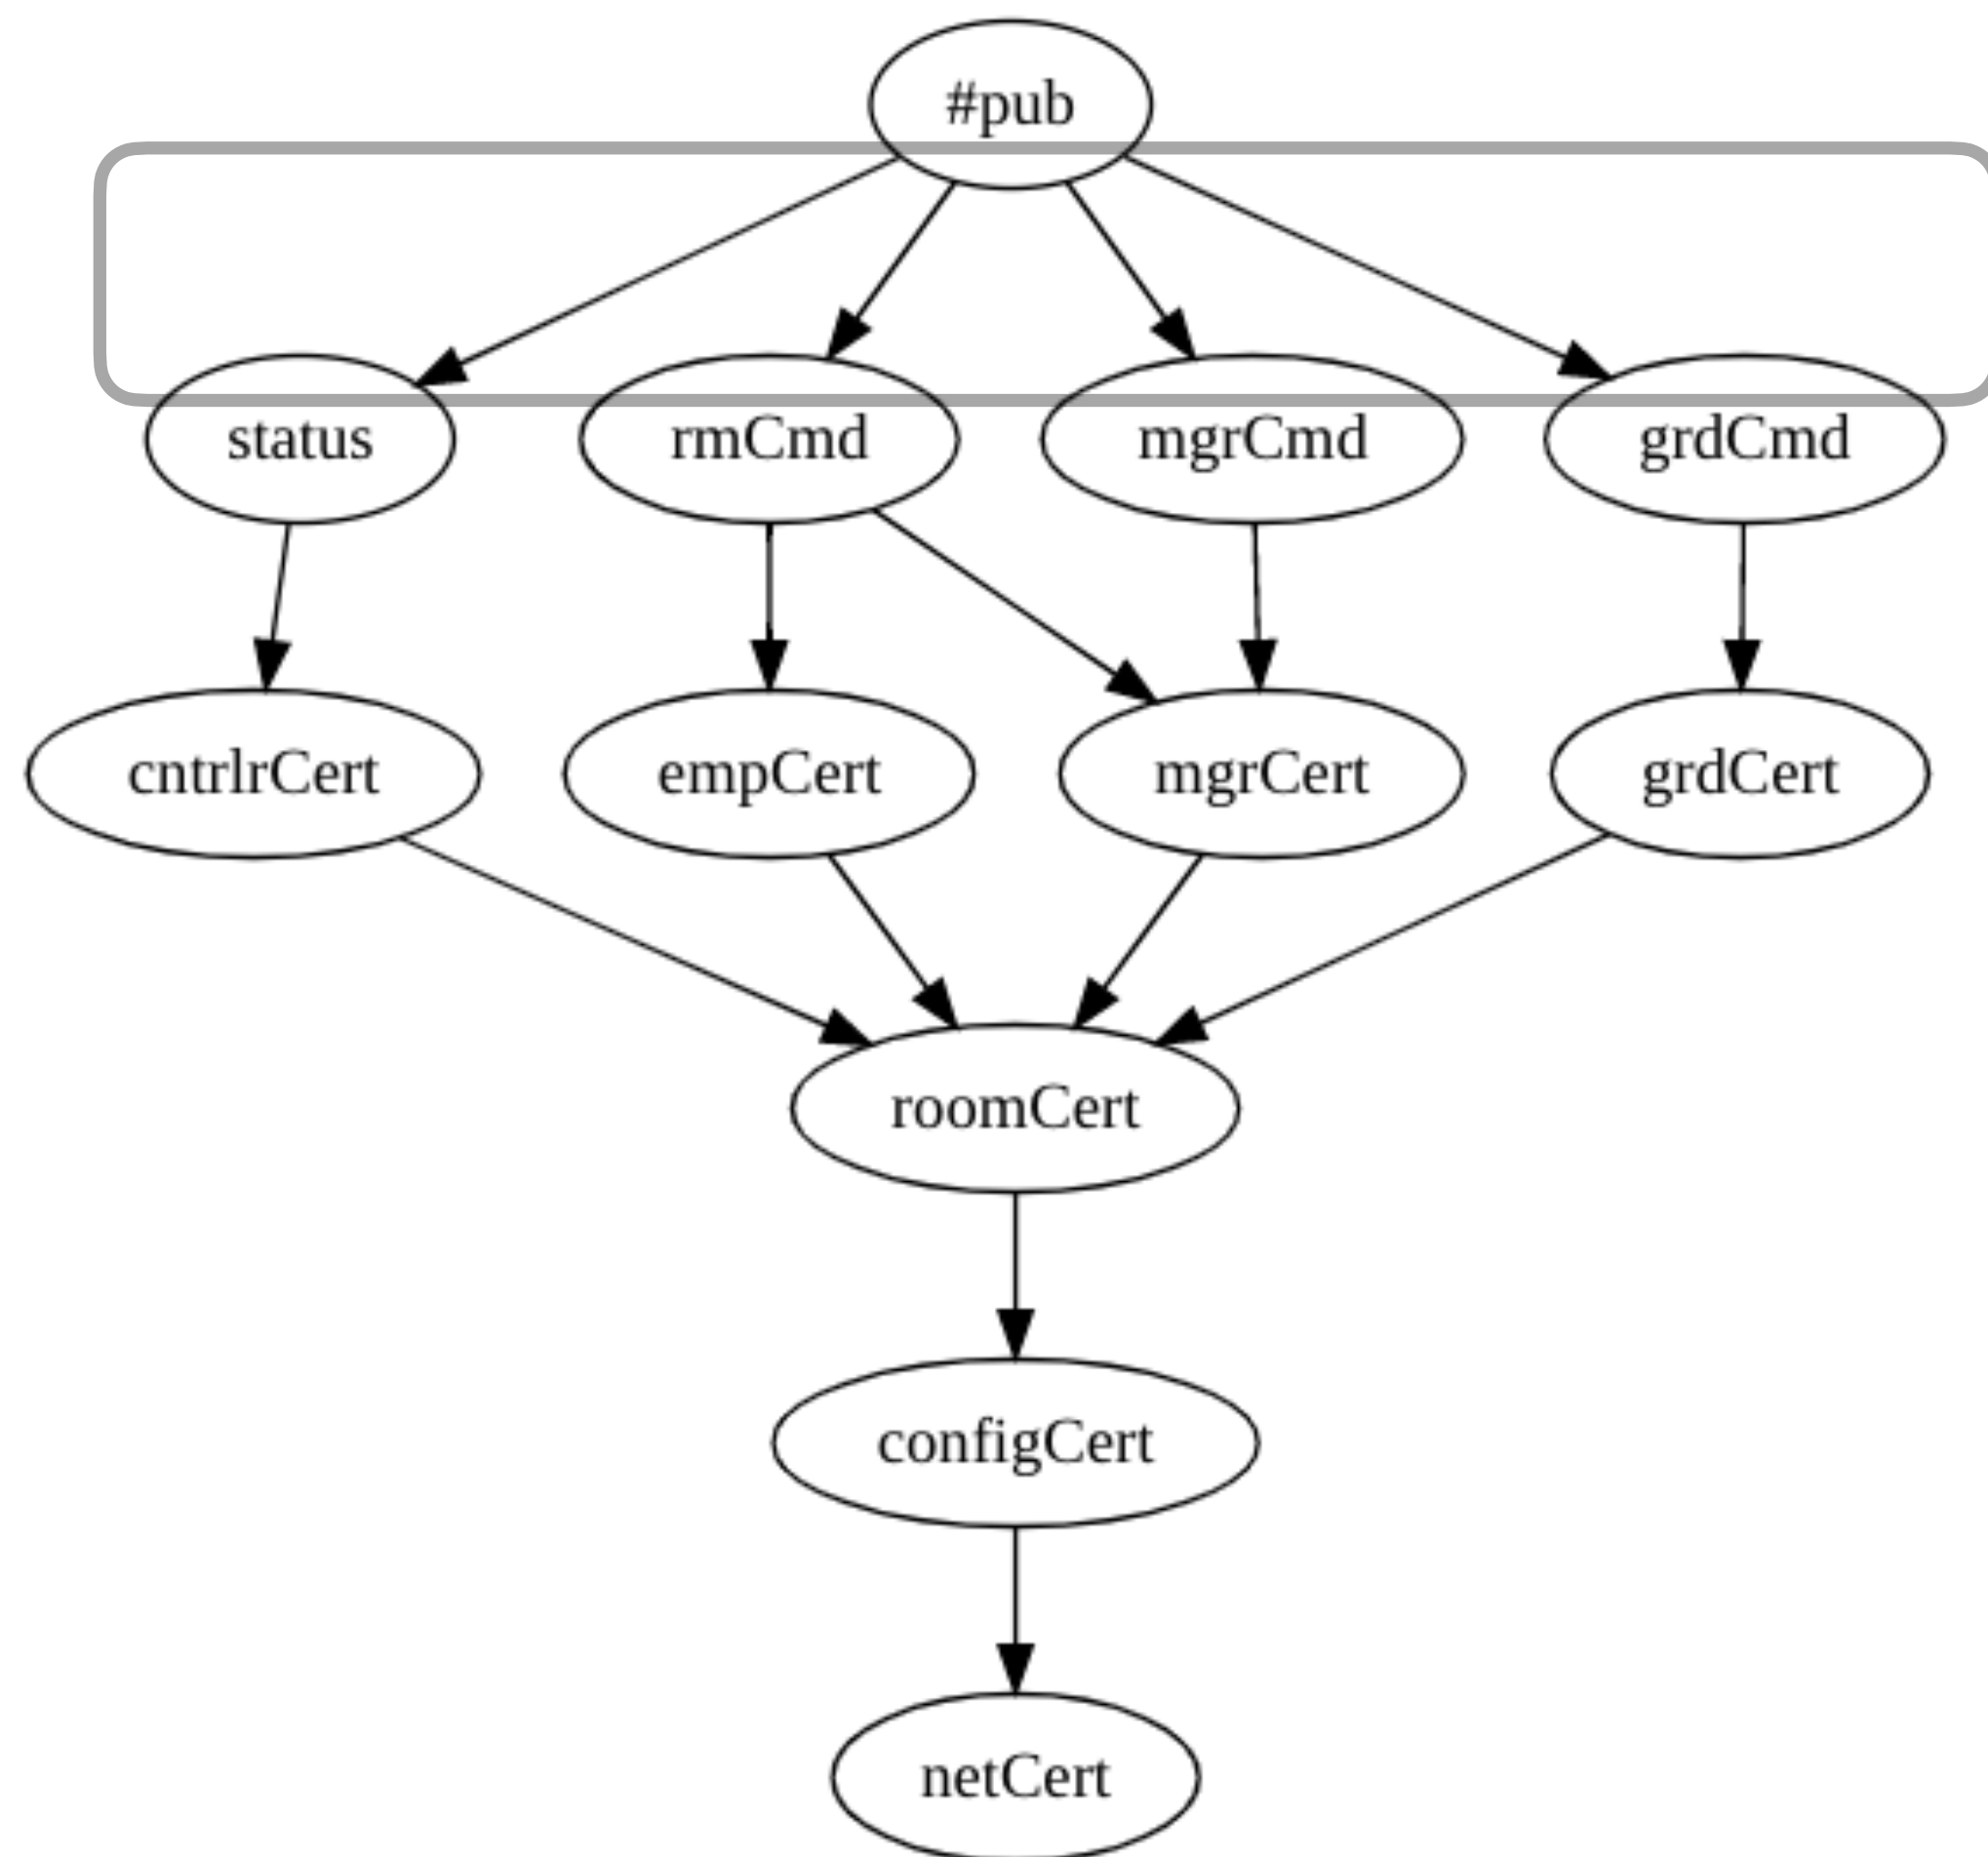 #pub
status
rmCmd
mgrCmd
grdCmd
cntrlrCert
empCert
mgrCert
grdCert
roomCert
configCert
netCert